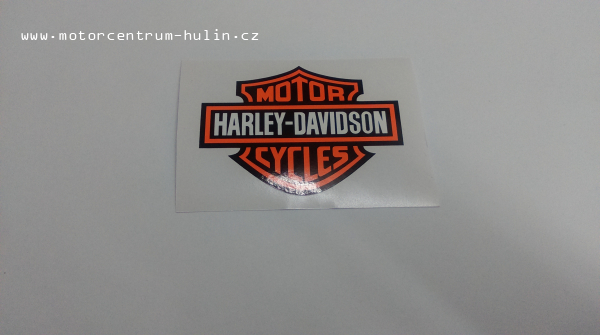 www.motorcentrum-hulin.cz
MOTOR
HARLEY-DAVIDSON
CYCLES